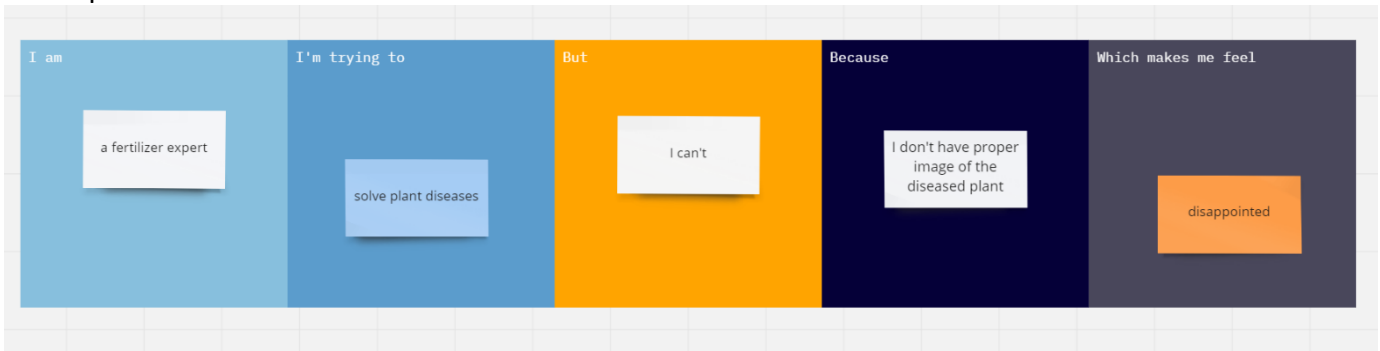 I am
a fertilizer expert
I'm trying to
solve plant diseases
But
I can't
Because
I don't have proper
image of the
diseased plant
Which makes me feel
disappointed